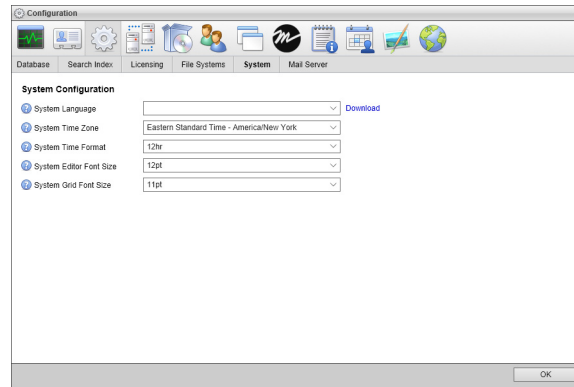 Configuration
Database Search Index Licensing File Systems System Mail Server
System Configuration
System Language Download
System Time Zone Eastern Standard Time - America/New York
System Time Format 12hr
System Editor Font Size 12pt
System Grid Font Size 11pt
OK